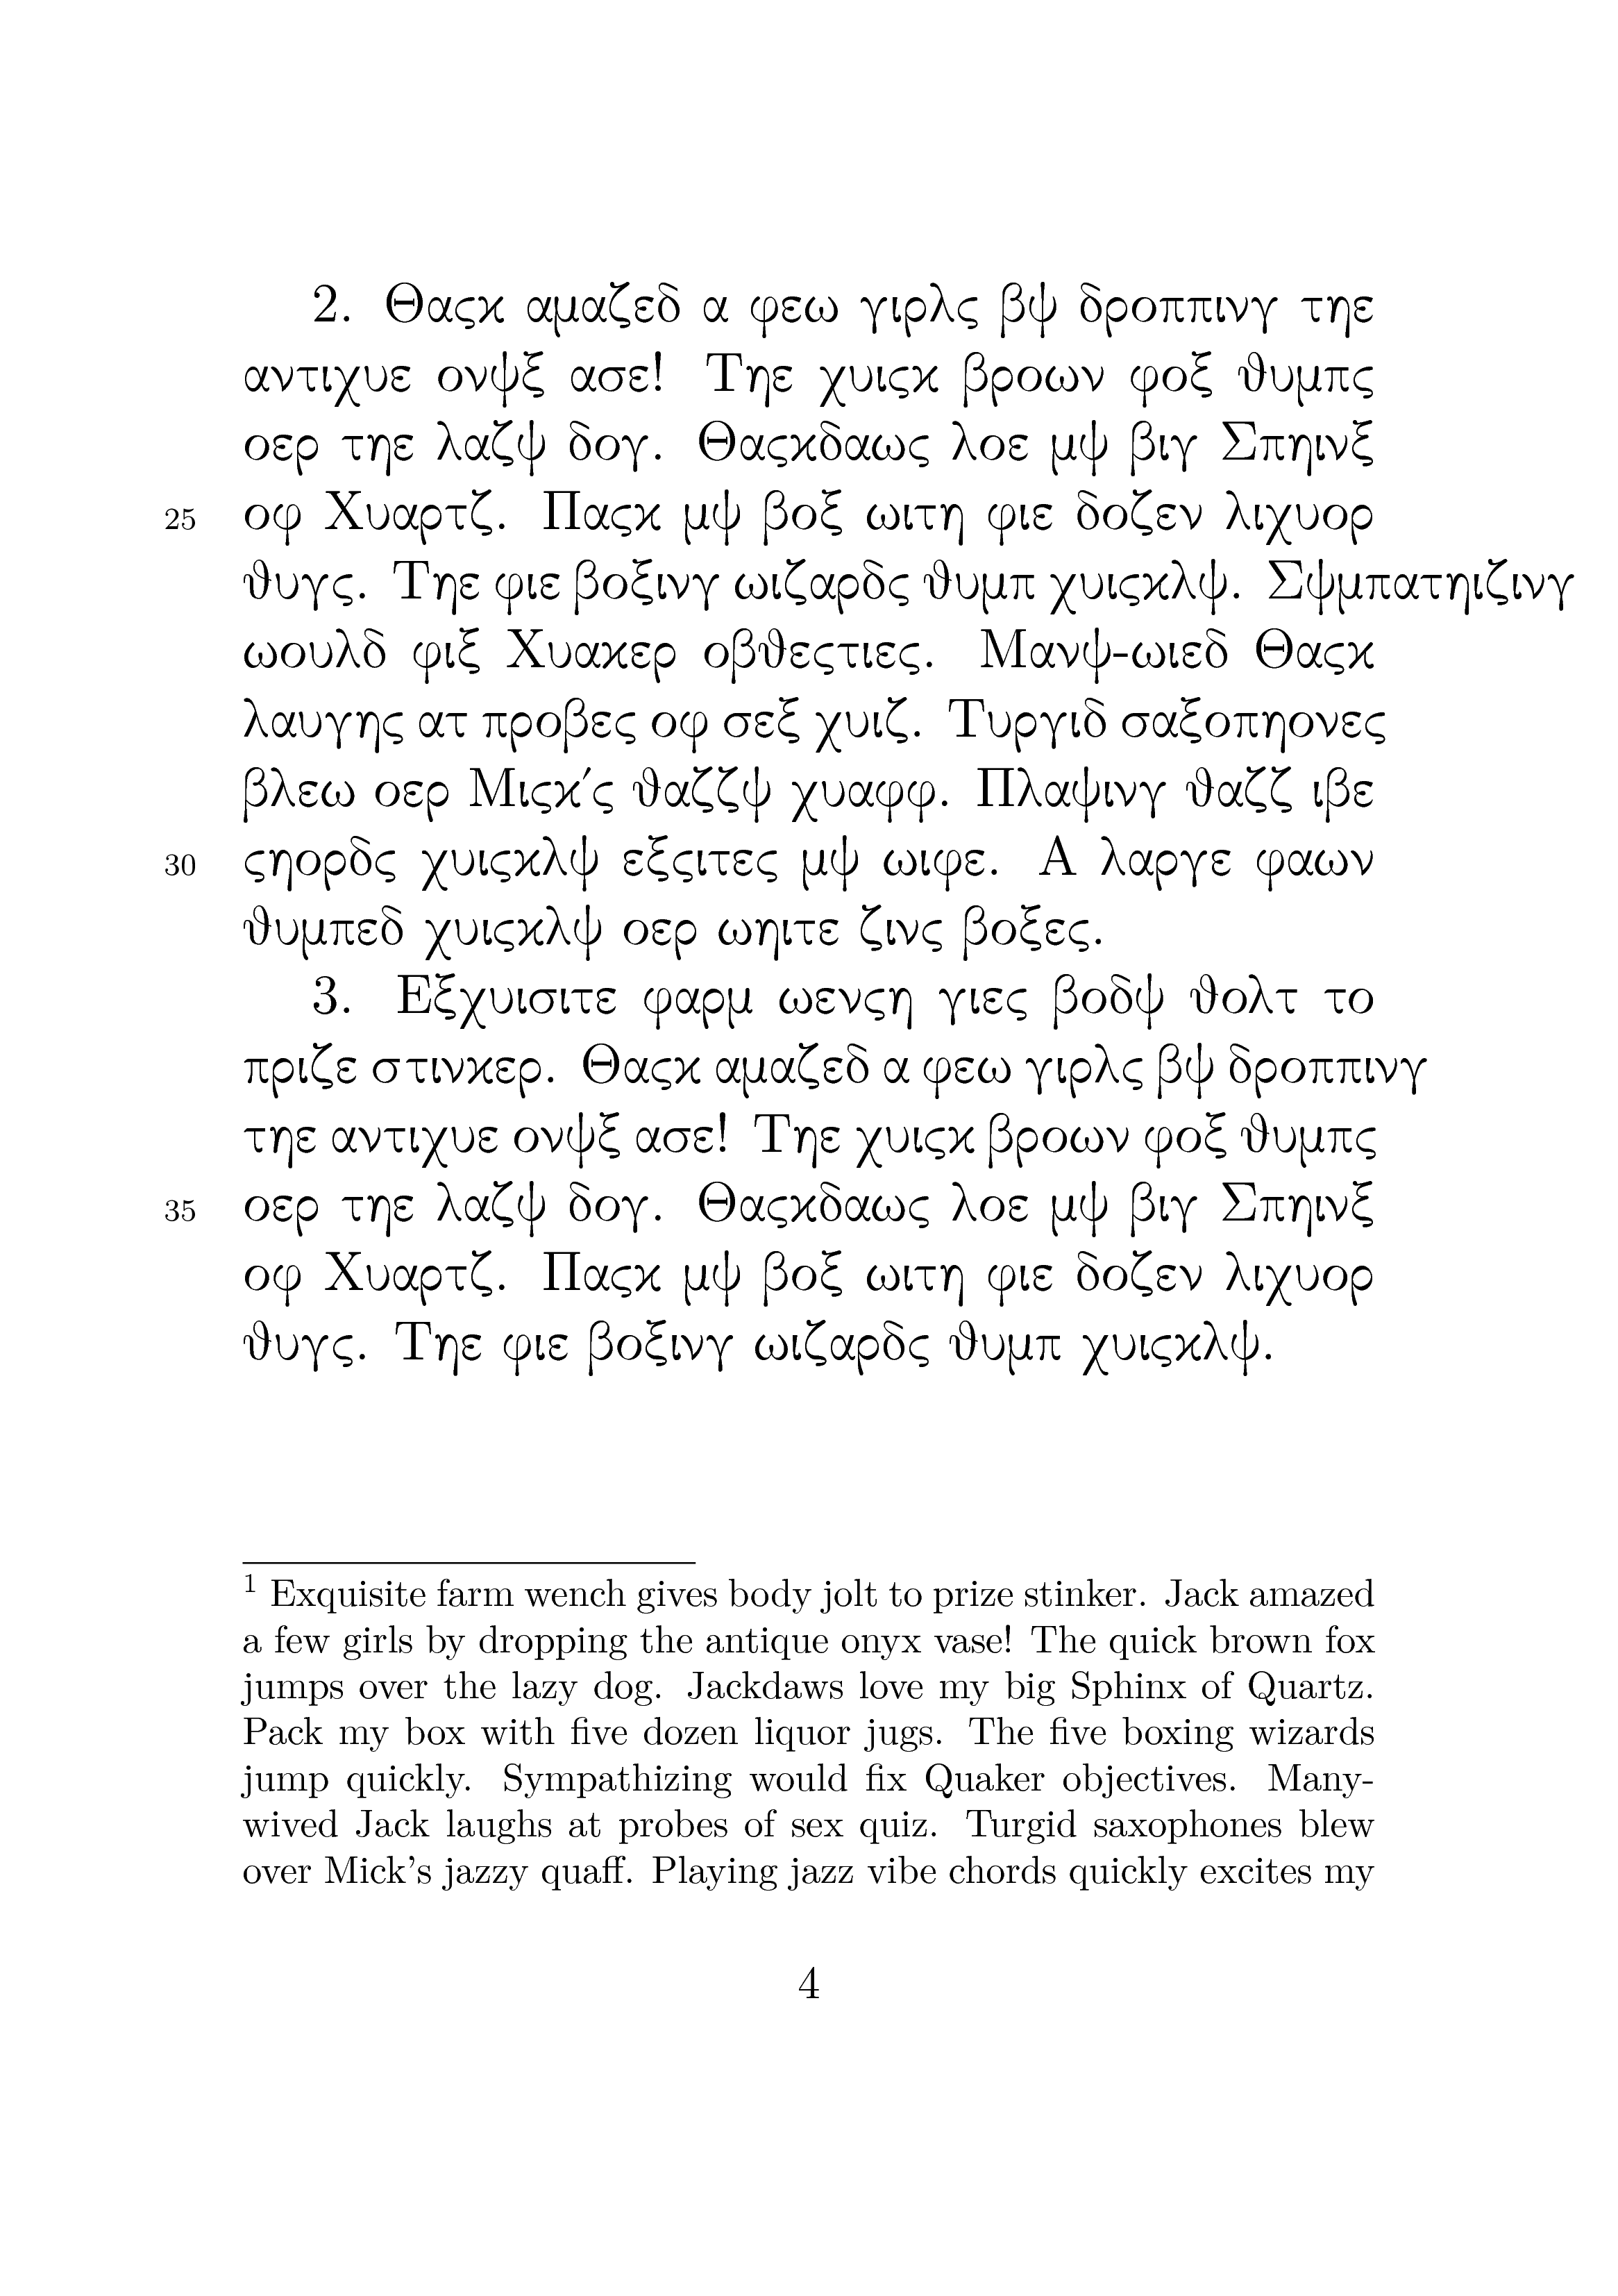 2. Θαςκ αμαζεδ α φεω γιρλς βψ δροππινγ τηε
αντιχυε ονψξ ασε! Τηε χυιςκ βροων φοξ ϑυμπς
οερ τηε λαζψ δογ. Θαςκδαως λοε μψ βιγ Σπηινξ
25 οφ Χυαρτζ. Παςκ μψ βοξ ωιτη φιε δοζεν λιχυορ
ϑυγς. Τηε φιε βοξινγ ωιζαρδς ϑυμπ χυιςκλψ. Σψμπατηιζινγ
ωουλδ φιξ Χυακερ οβϑεςτιες. Μανψ-ωιεδ Θαςκ
λαυγης ατ προβες οφ σεξ χυιζ. Τυργιδ σαξοπηονες
βλεω οερ Μιςκ΄ς ϑαζζψ χυαφφ. Πλαψινγ ϑαζζ ιβε
30 ςηορδς χυιςκλψ εξςιτες μψ ωιφε. Α λαργε φαων
ϑυμπεδ χυιςκλψ οερ ωηιτε ζινς βοξες.
3. Εξχυισιτε φαρμ ωενςη γιες βοδψ ϑολτ το
πριζε στινκερ. Θαςκ αμαζεδ α φεω γιρλς βψ δροππινγ
τηε αντιχυε ονψξ ασε! Τηε χυιςκ βροων φοξ ϑυμπς
35 οερ τηε λαζψ δογ. Θαςκδαως λοε μψ βιγ Σπηινξ
οφ Χυαρτζ. Παςκ μψ βοξ ωιτη φιε δοζεν λιχυορ
ϑυγς. Τηε φιε βοξινγ ωιζαρδς ϑυμπ χυιςκλψ.
1 Exquisite farm wench gives body jolt to prize stinker. Jack amazed
a few girls by dropping the antique onyx vase! The quick brown fox
jumps over the lazy dog. Jackdaws love my big Sphinx of Quartz.
Pack my box with five dozen liquor jugs. The five boxing wizards
jump quickly. Sympathizing would fix Quaker objectives. Many-
wived Jack laughs at probes of sex quiz. Turgid saxophones blew
over Mick's jazzy quaff. Playing jazz vibe chords quickly excites my
4